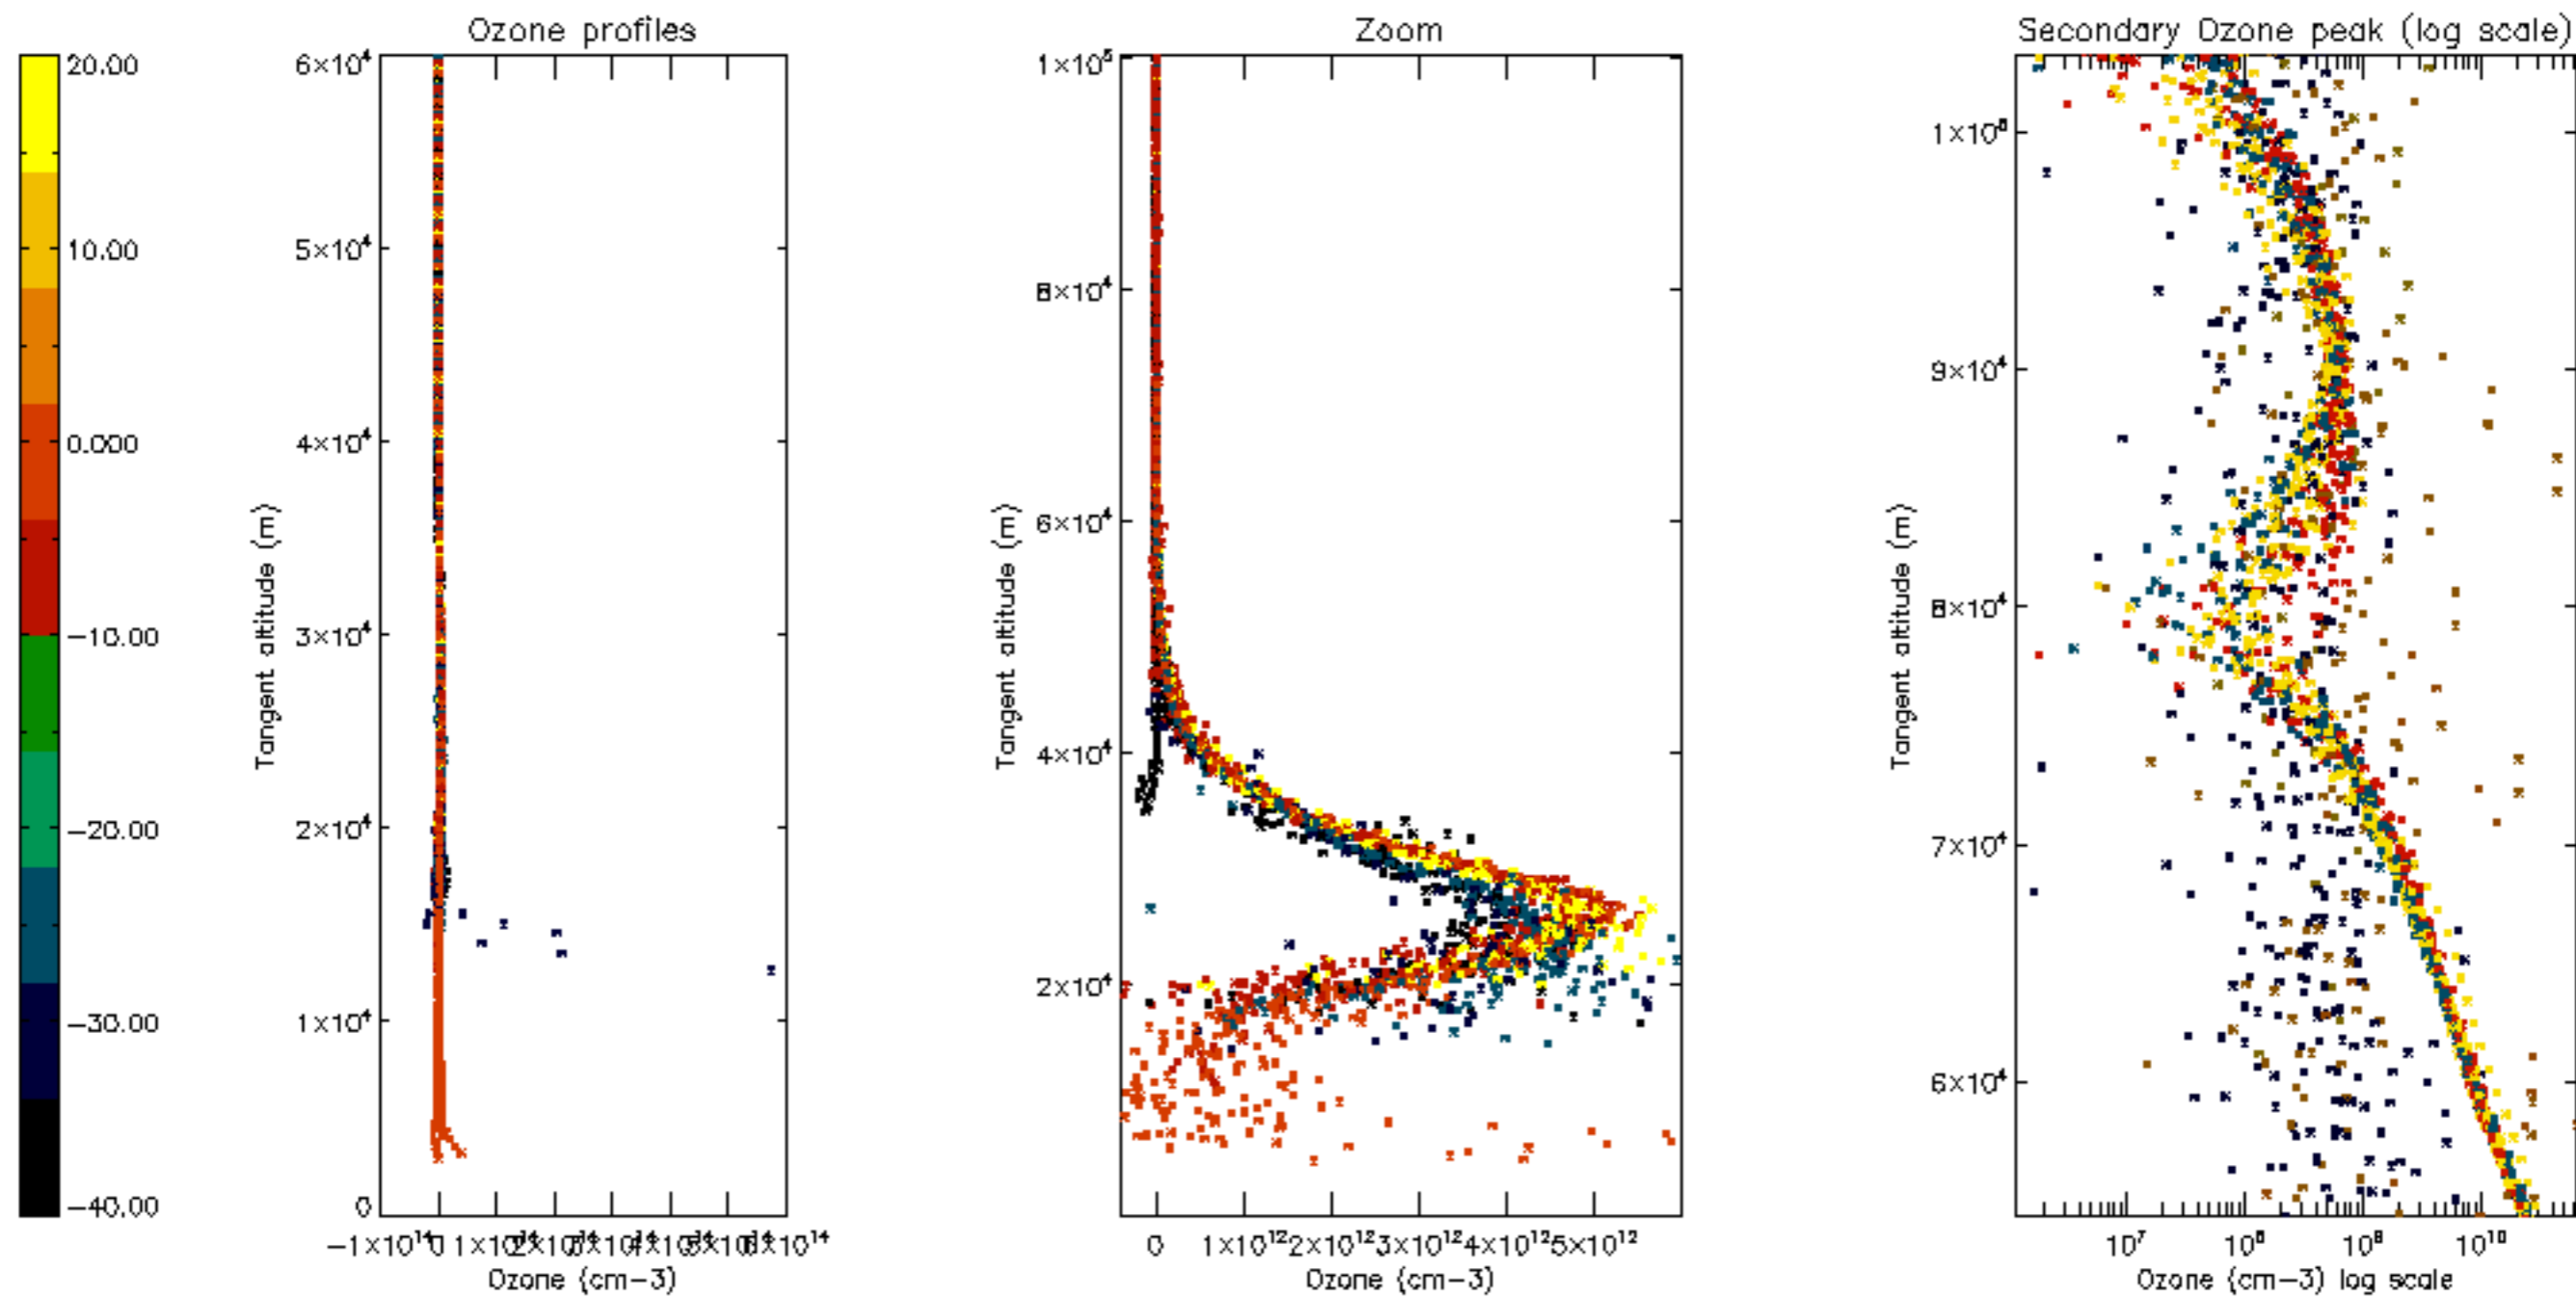 Ozone profiles
Zoom
Secondary Ozone peak (log scale)
20.00
10.00
0.000
−10.00
−20.00
−30.00
−40.00
Tangent altitude (m)
6×10⁴
5×10⁴
4×10⁴
3×10⁴
2×10⁴
1×10⁴
0
−1×10¹⁴
0
6×10¹⁴
Ozone (cm−3)
Tangent altitude (m)
1×10⁵
8×10⁴
6×10⁴
4×10⁴
2×10⁴
0 1×10¹² 2×10¹² 3×10¹² 4×10¹² 5×10¹²
Ozone (cm−3)
Tangent altitude (m)
9×10⁴
8×10⁴
7×10⁴
6×10⁴
10⁷ 10⁸ 10⁹ 10¹⁰
Ozone (cm−3) log scale